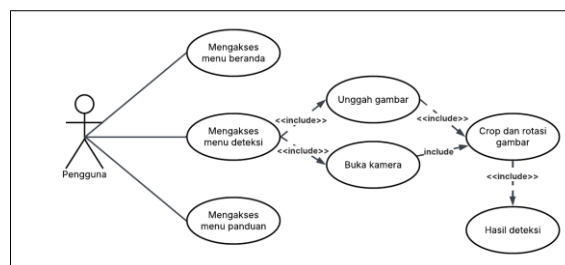 Mengakses
menu beranda
Unggah gambar
<<include>>
<<include>>
Mengakses
menu deteksi
Crop dan rotasi
gambar
<<include>>
Buka kamera
include
Pengguna
<<include>>
Mengakses
menu panduan
Hasil deteksi